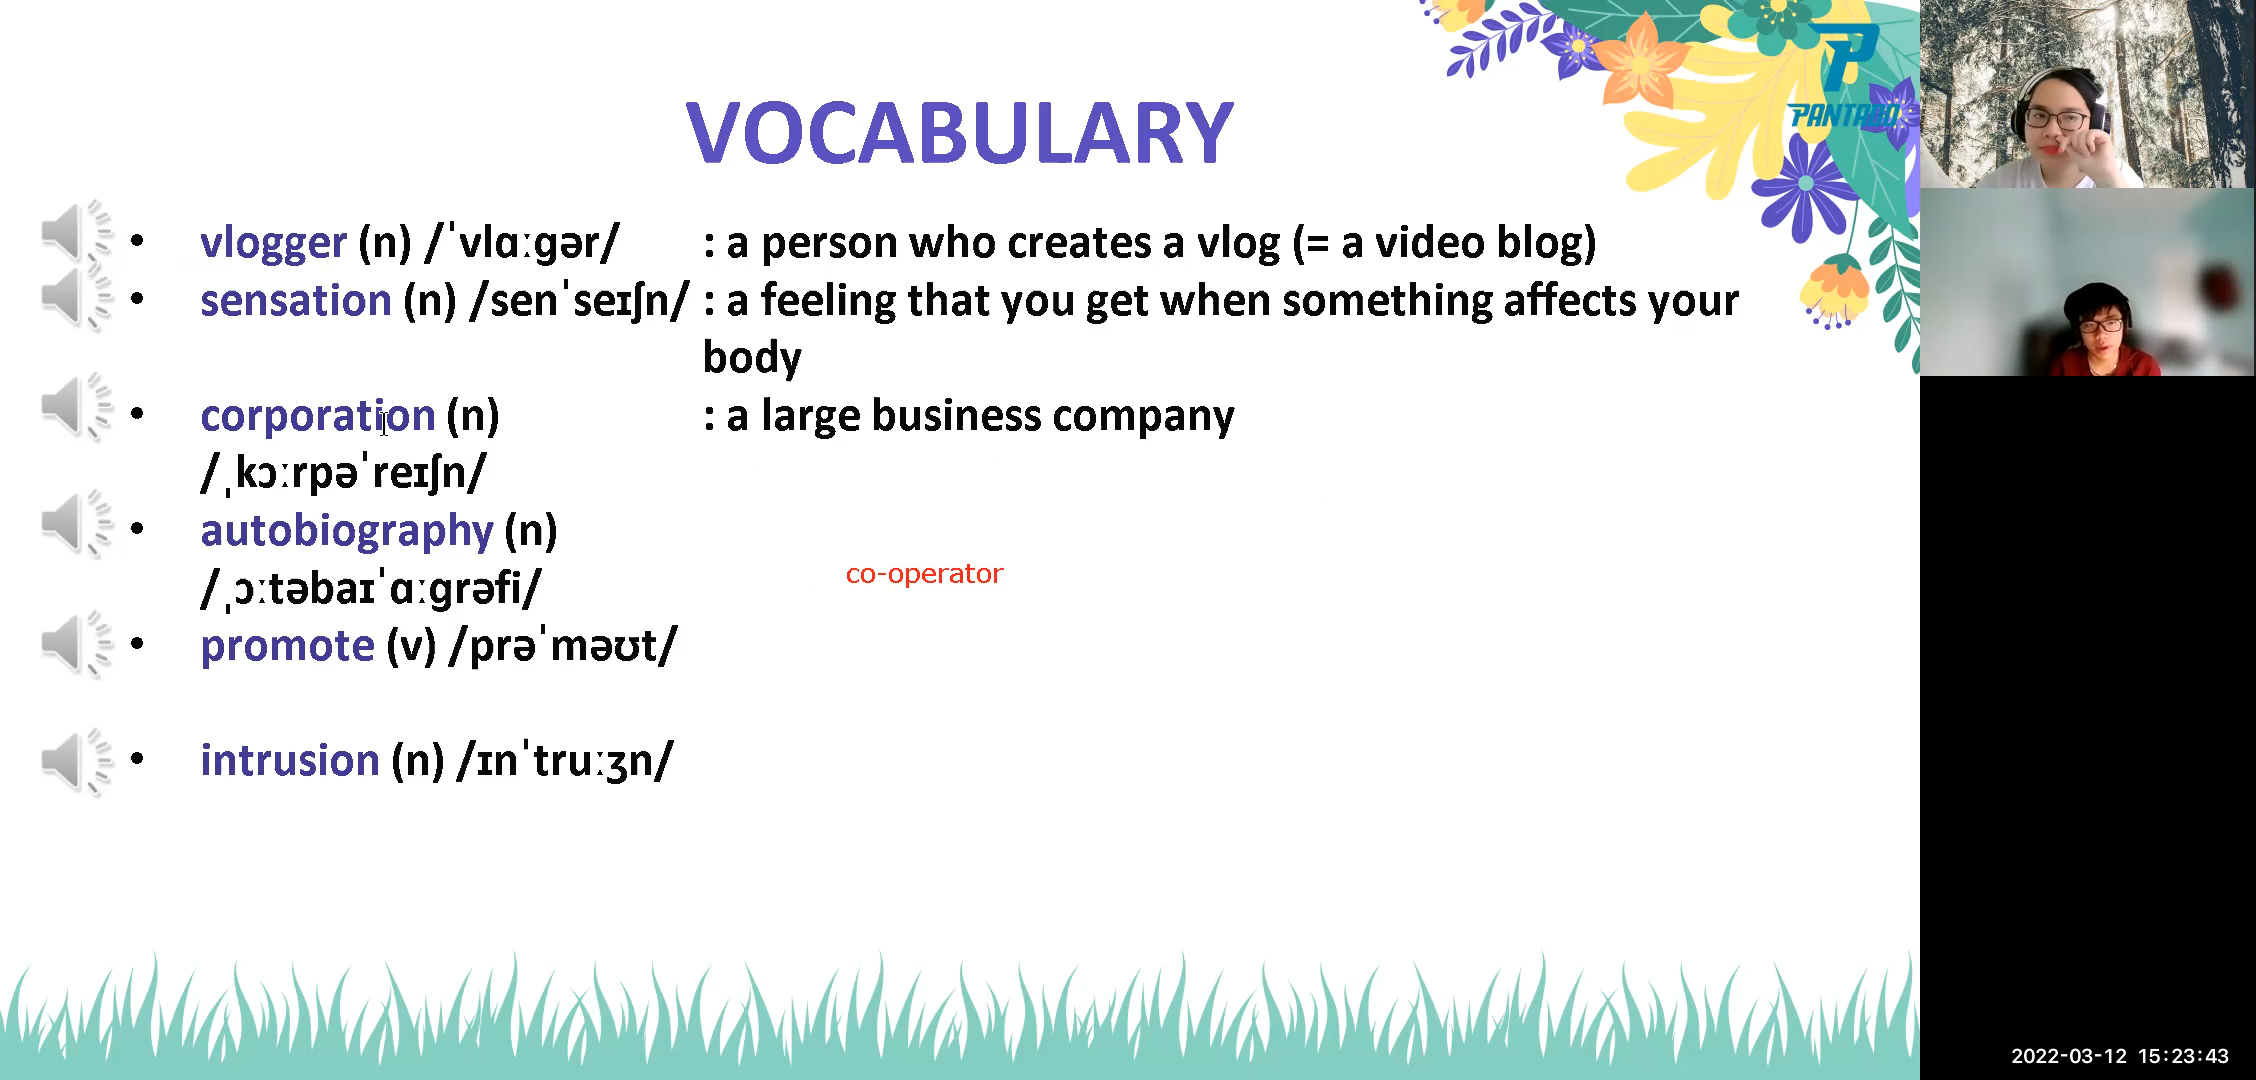 VOCABULARY
PANTADO
• vlogger (n) /ˈvlɑːɡər/ : a person who creates a vlog (= a video blog)
• sensation (n) /senˈseɪʃn/ : a feeling that you get when something affects your
body
• corporation (n) : a large business company
/ˌkɔːrpəˈreɪʃn/
• autobiography (n)
/ˌɔːtəbaɪˈɑːɡrəfi/
co-operator
• promote (v) /prəˈməʊt/
• intrusion (n) /ɪnˈtruːʒn/
2022-03-12 15:23:43